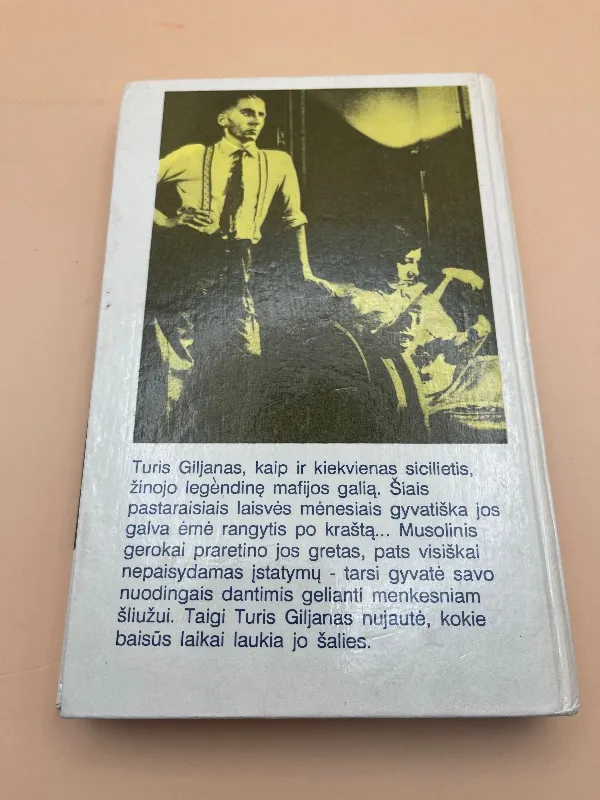 Turis Giljanas, kaip ir kiekvienas sicilietis,
žinojo legèndinę mafijos galią. Šiais
pastaraisiais laisvės mėnesiais gyvatiška jos
galva ėmė rangytis po kraštą... Musolinis
gerokai praretino jos gretas, pats visiškai
nepaisydamas įstatymų - tarsi gyvatė savo
nuodingais dantimis gelianti menkesniam
šliužui. Taigi Turis Giljanas nujautė, kokie
baisūs laikai laukia jo šalies.